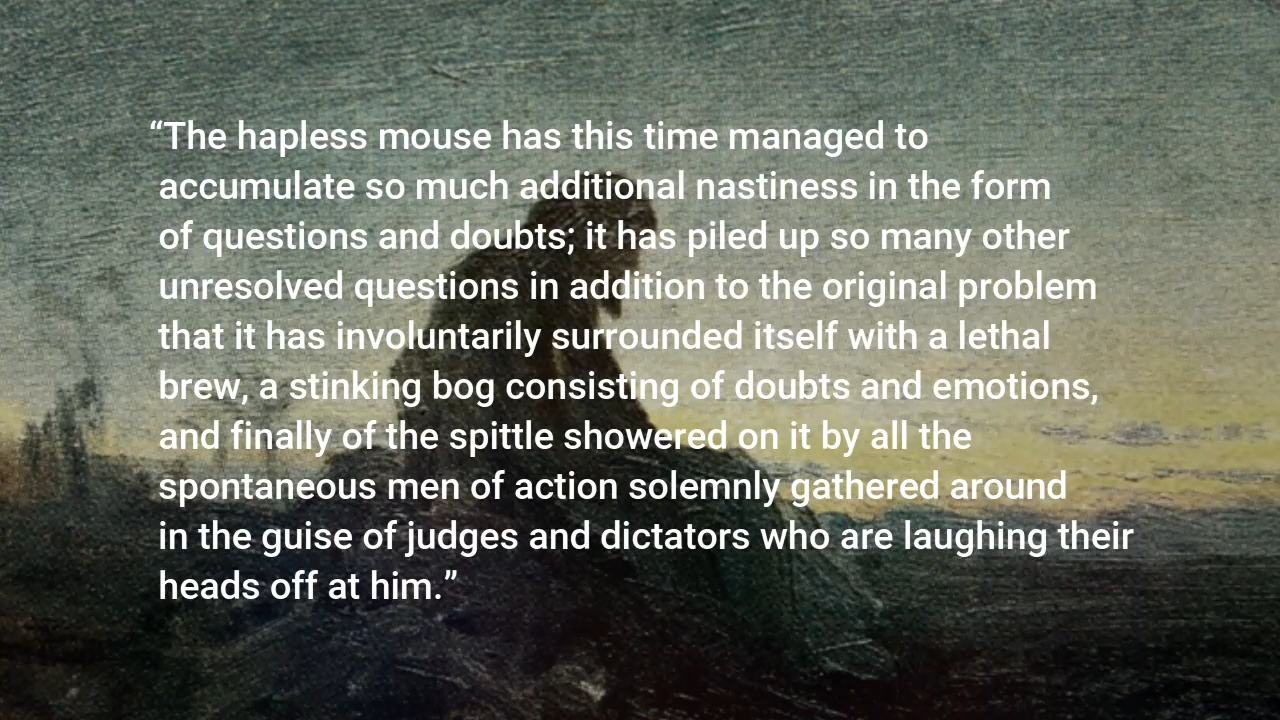 “The hapless mouse has this time managed to
accumulate so much additional nastiness in the form
of questions and doubts; it has piled up so many other
unresolved questions in addition to the original problem
that it has involuntarily surrounded itself with a lethal
brew, a stinking bog consisting of doubts and emotions,
and finally of the spittle showered on it by all the
spontaneous men of action solemnly gathered around
in the guise of judges and dictators who are laughing their
heads off at him.”